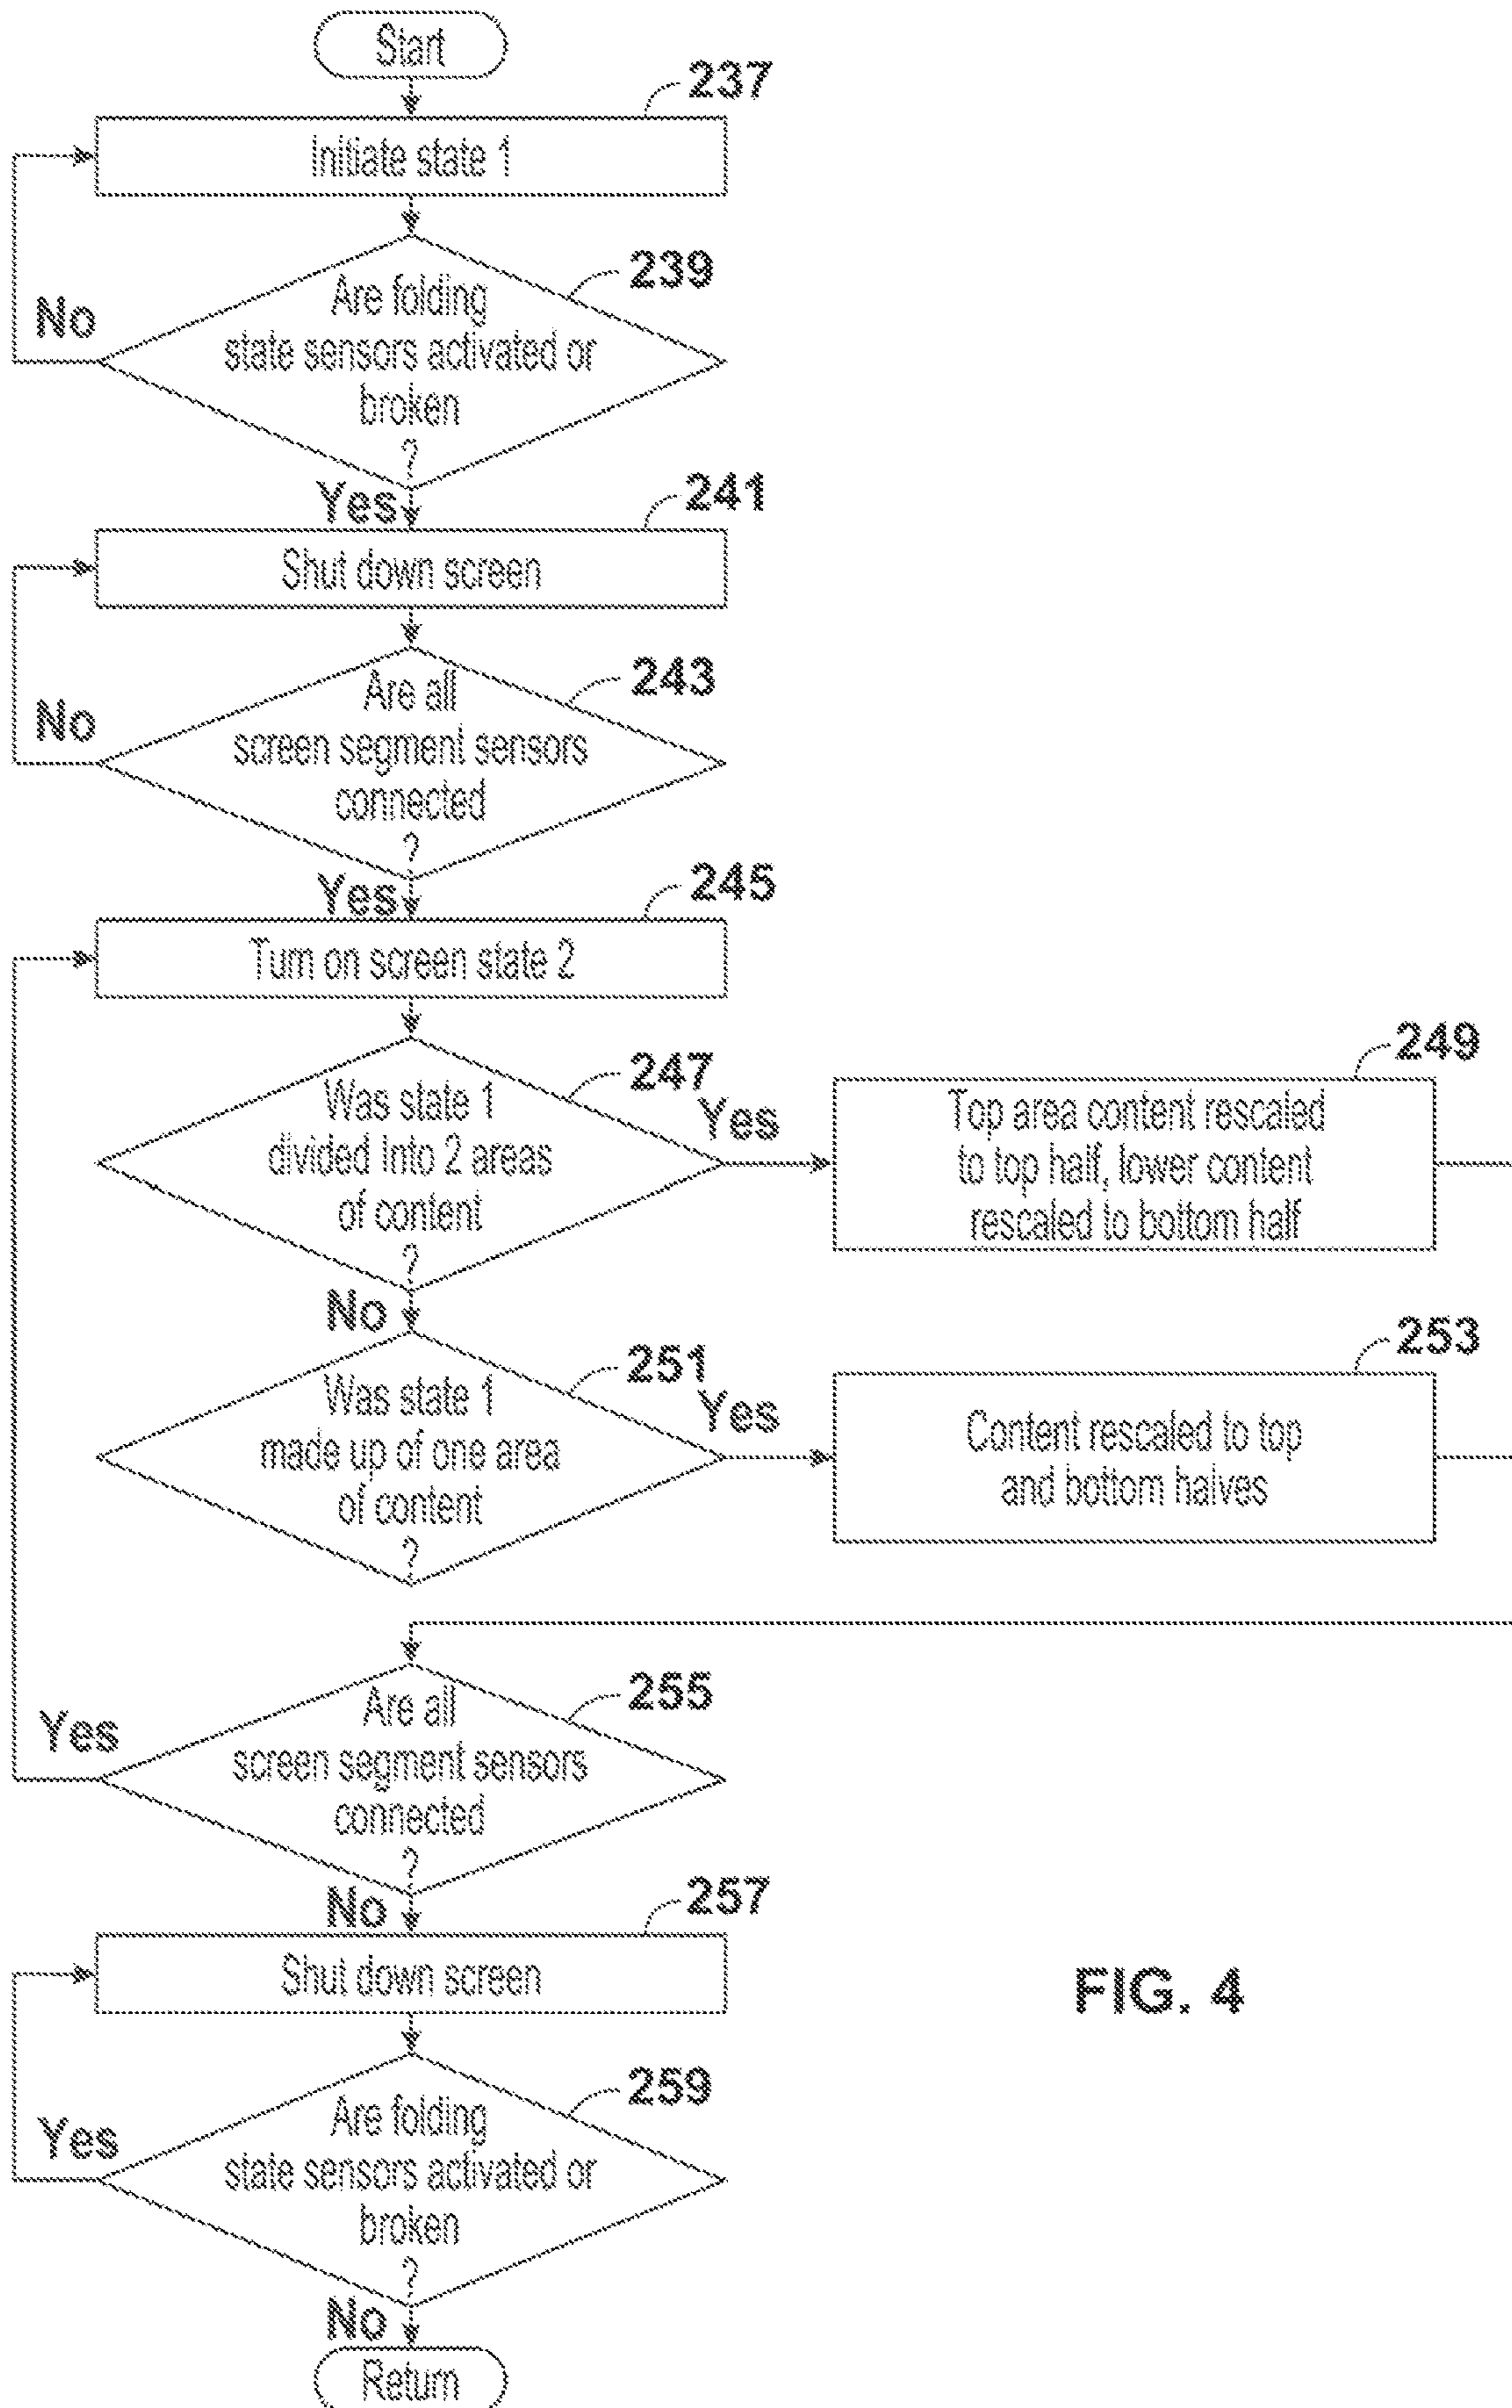 Start
237
Initiate state 1
239
Are folding
state sensors activated or
broken
?
No
Yes
241
Shut down screen
243
Are all
screen segment sensors
connected
?
No
Yes
245
Turn on screen state 2
247
Was state 1
divided into 2 areas
of content
?
Yes
249
Top area content rescaled
to top half, lower content
rescaled to bottom half
No
251
Was state 1
made up of one area
of content
?
Yes
253
Content rescaled to top
and bottom halves
255
Are all
screen segment sensors
connected
?
Yes
No
257
Shut down screen
FIG. 4
259
Are folding
state sensors activated or
broken
?
Yes
No
Return